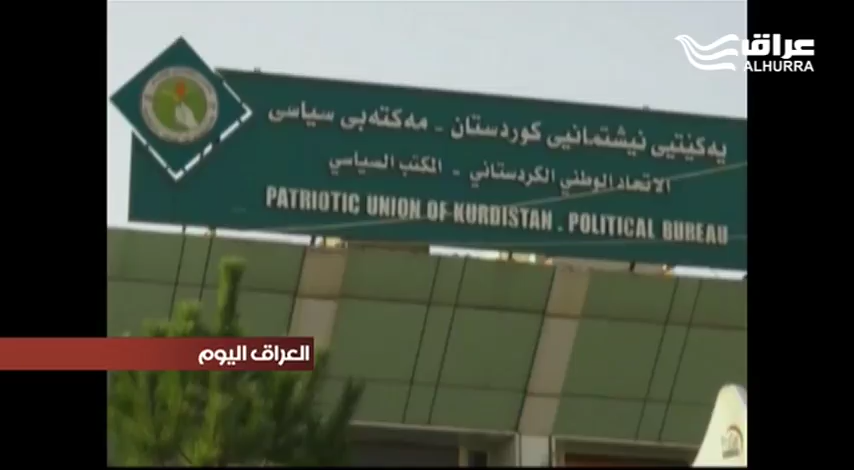 عراق
ALHURRA
یەکێتیی نیشتمانیی کوردستان - مەکتەبی سیاسی
الاتحاد الوطني الكردستاني - المكتب السياسي
PATRIOTIC UNION OF KURDISTAN . POLITICAL BUREAU
العراق اليوم